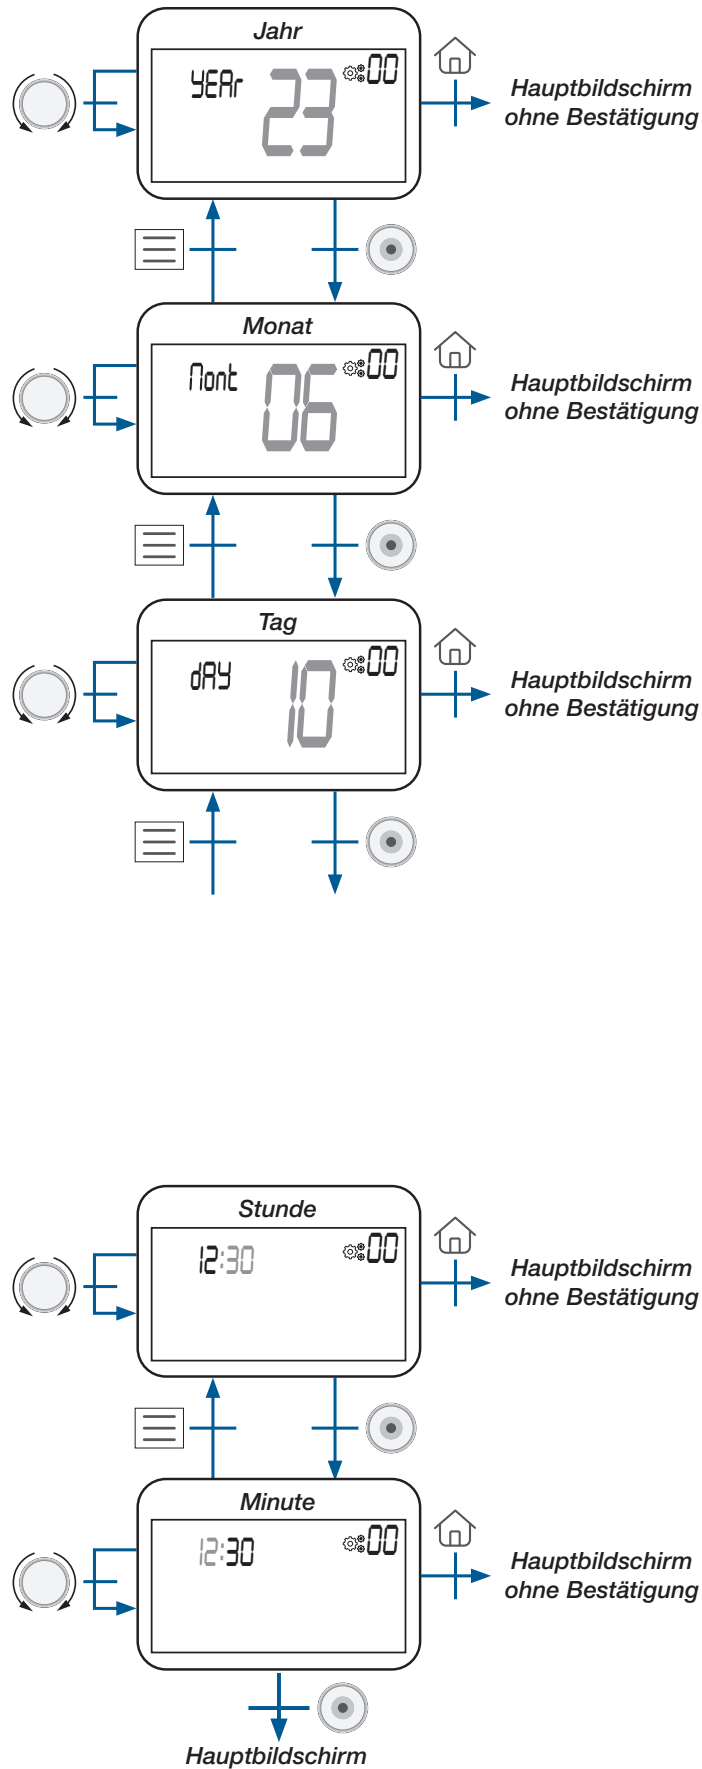 Jahr
YEAr
23
00
Hauptbildschirm
ohne Bestätigung
Monat
Mont
06
00
Hauptbildschirm
ohne Bestätigung
Tag
dAY
10
00
Hauptbildschirm
ohne Bestätigung
Stunde
12:30
00
Hauptbildschirm
ohne Bestätigung
Minute
12:30
00
Hauptbildschirm
ohne Bestätigung
Hauptbildschirm